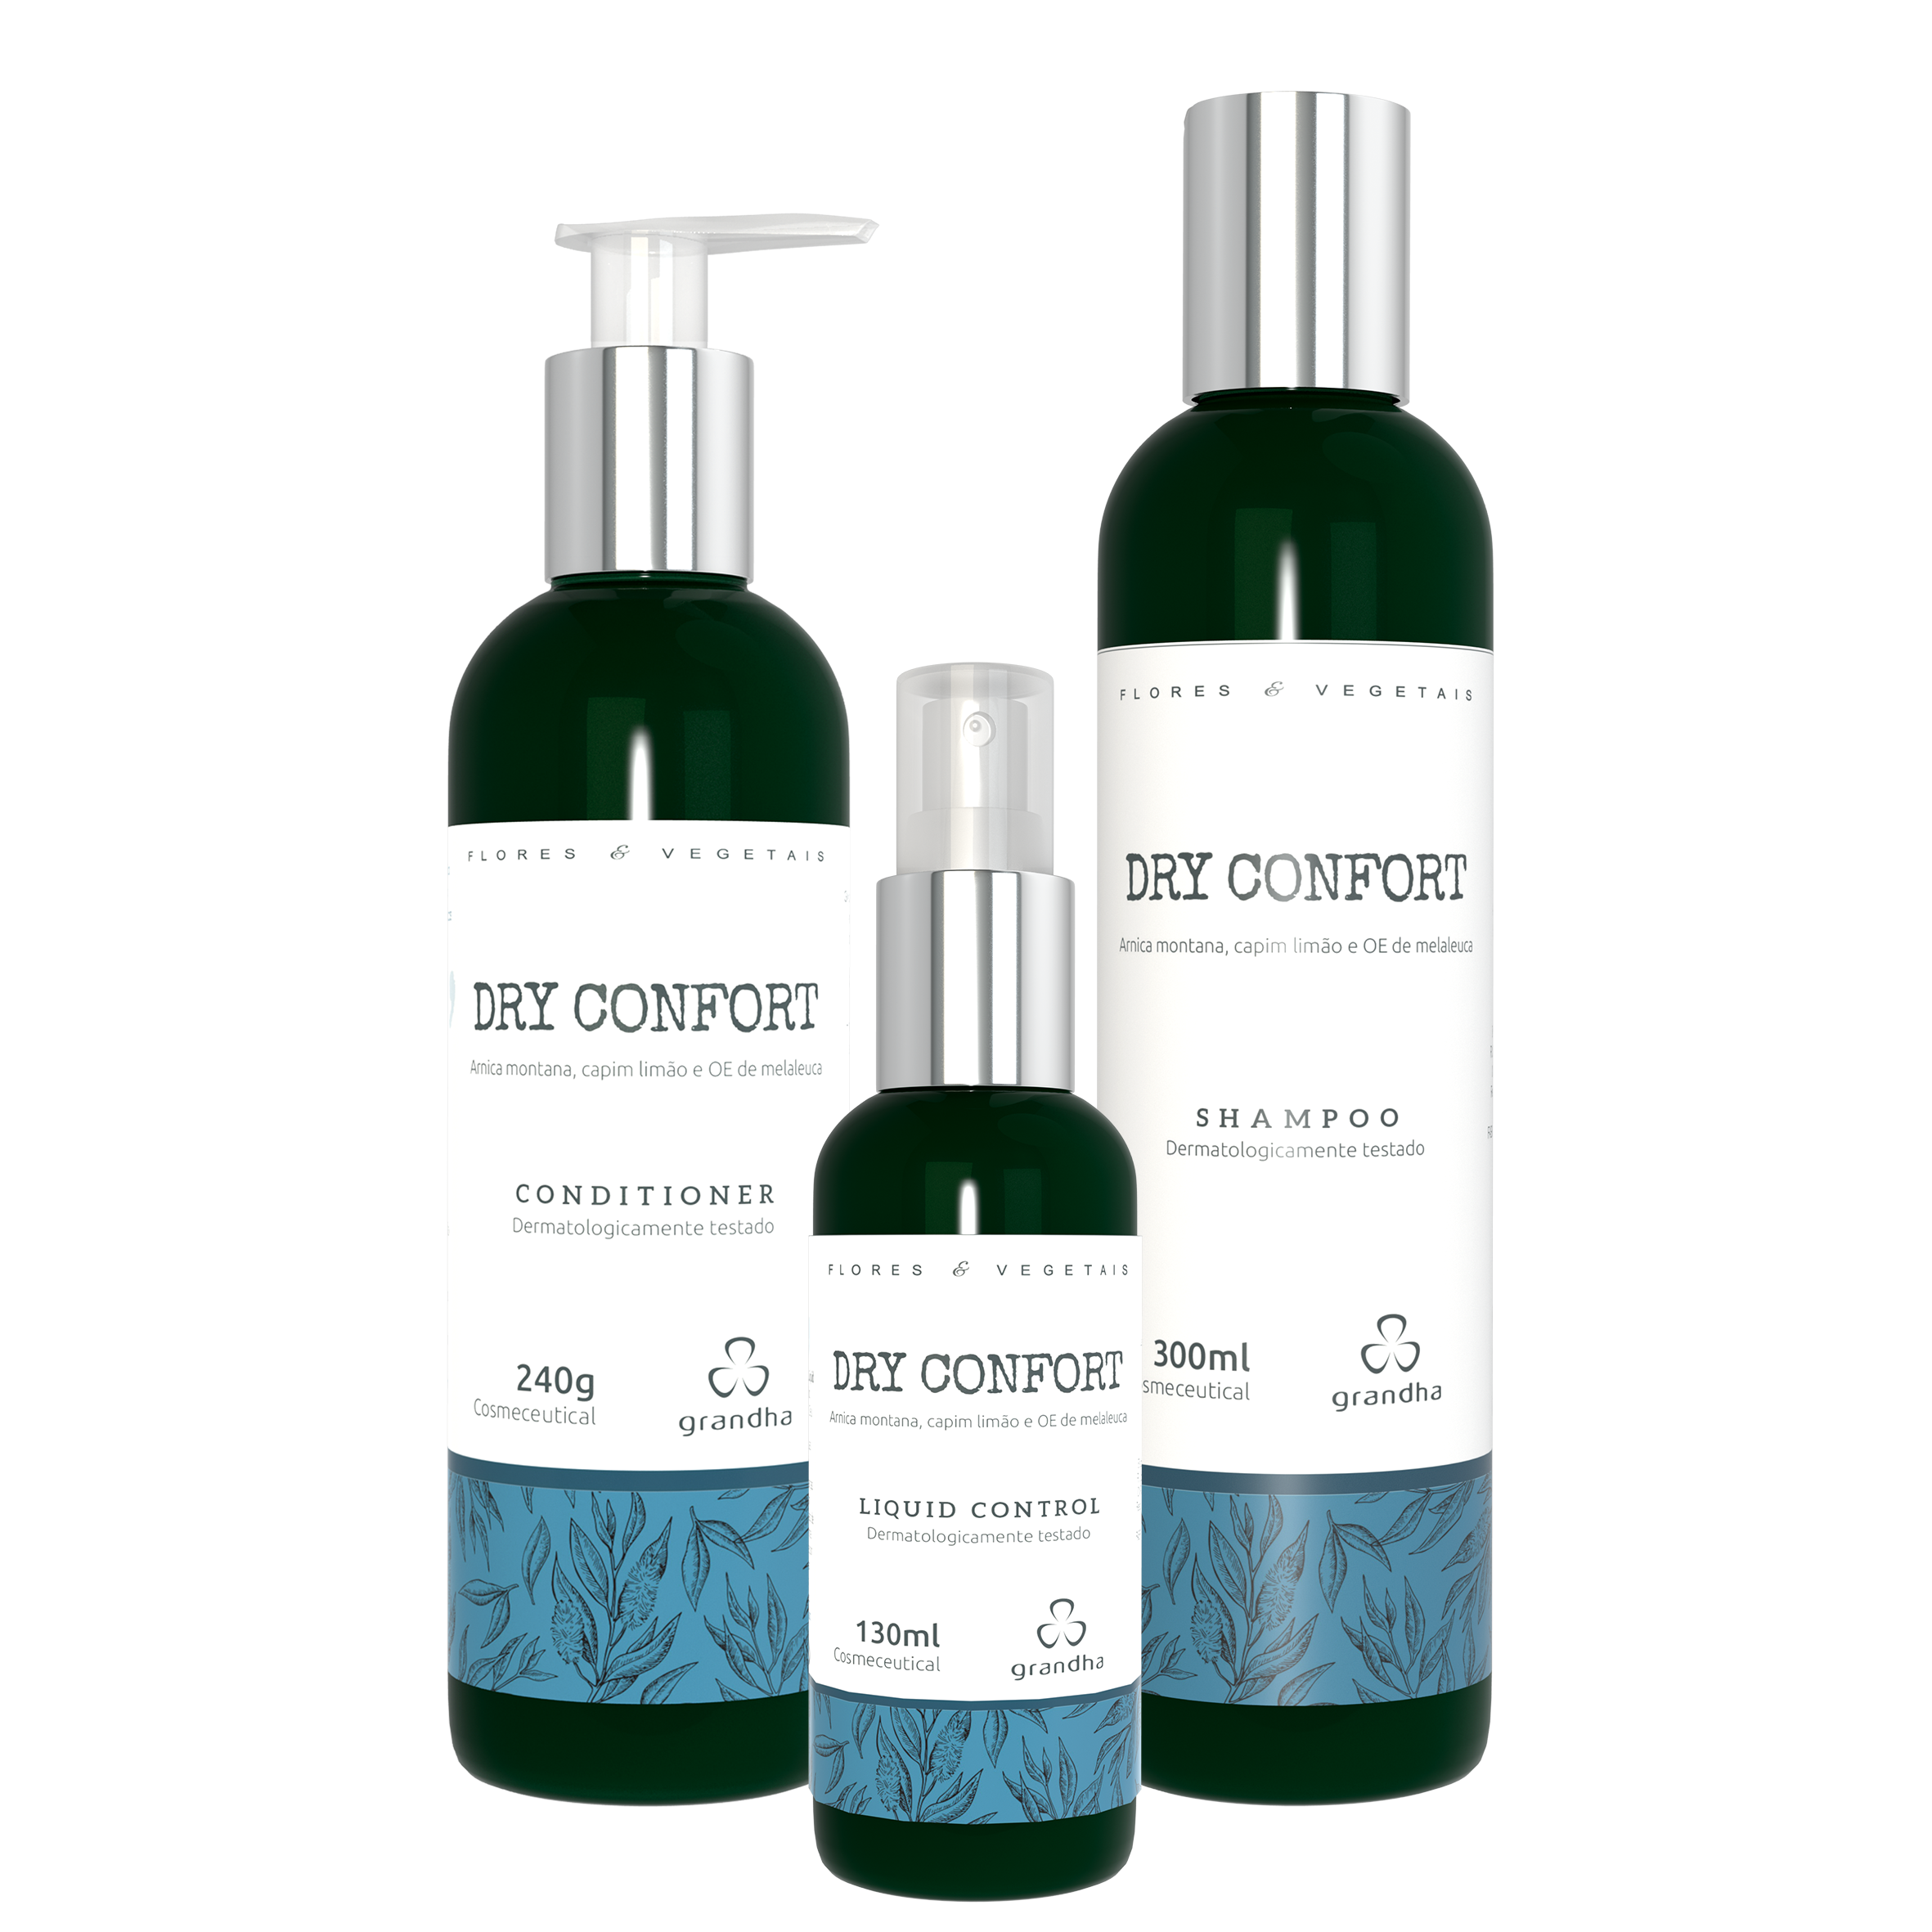 FLORES & VEGETAIS
DRY CONFORT
Arnica montana, capim limão e OE de melaleuca
CONDITIONER
Dermatologicamente testado
240g
Cosmeceutical
grandha
FLORES & VEGETAIS
DRY CONFORT
Arnica montana, capim limão e OE de melaleuca
LIQUID CONTROL
Dermatologicamente testado
130ml
Cosmeceutical
grandha
FLORES & VEGETAIS
DRY CONFORT
Arnica montana, capim limão e OE de melaleuca
SHAMPOO
Dermatologicamente testado
300ml
smeceutical
grandha